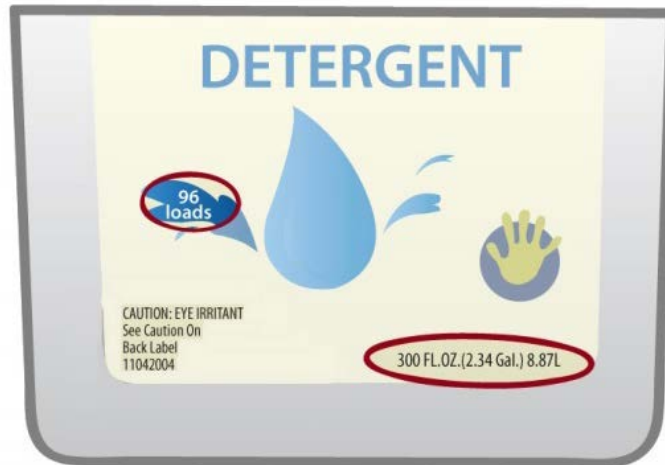 DETERGENT
96
loads
CAUTION: EYE IRRITANT
See Caution On
Back Label
11042004
300 FL.OZ.(2.34 Gal.) 8.87L